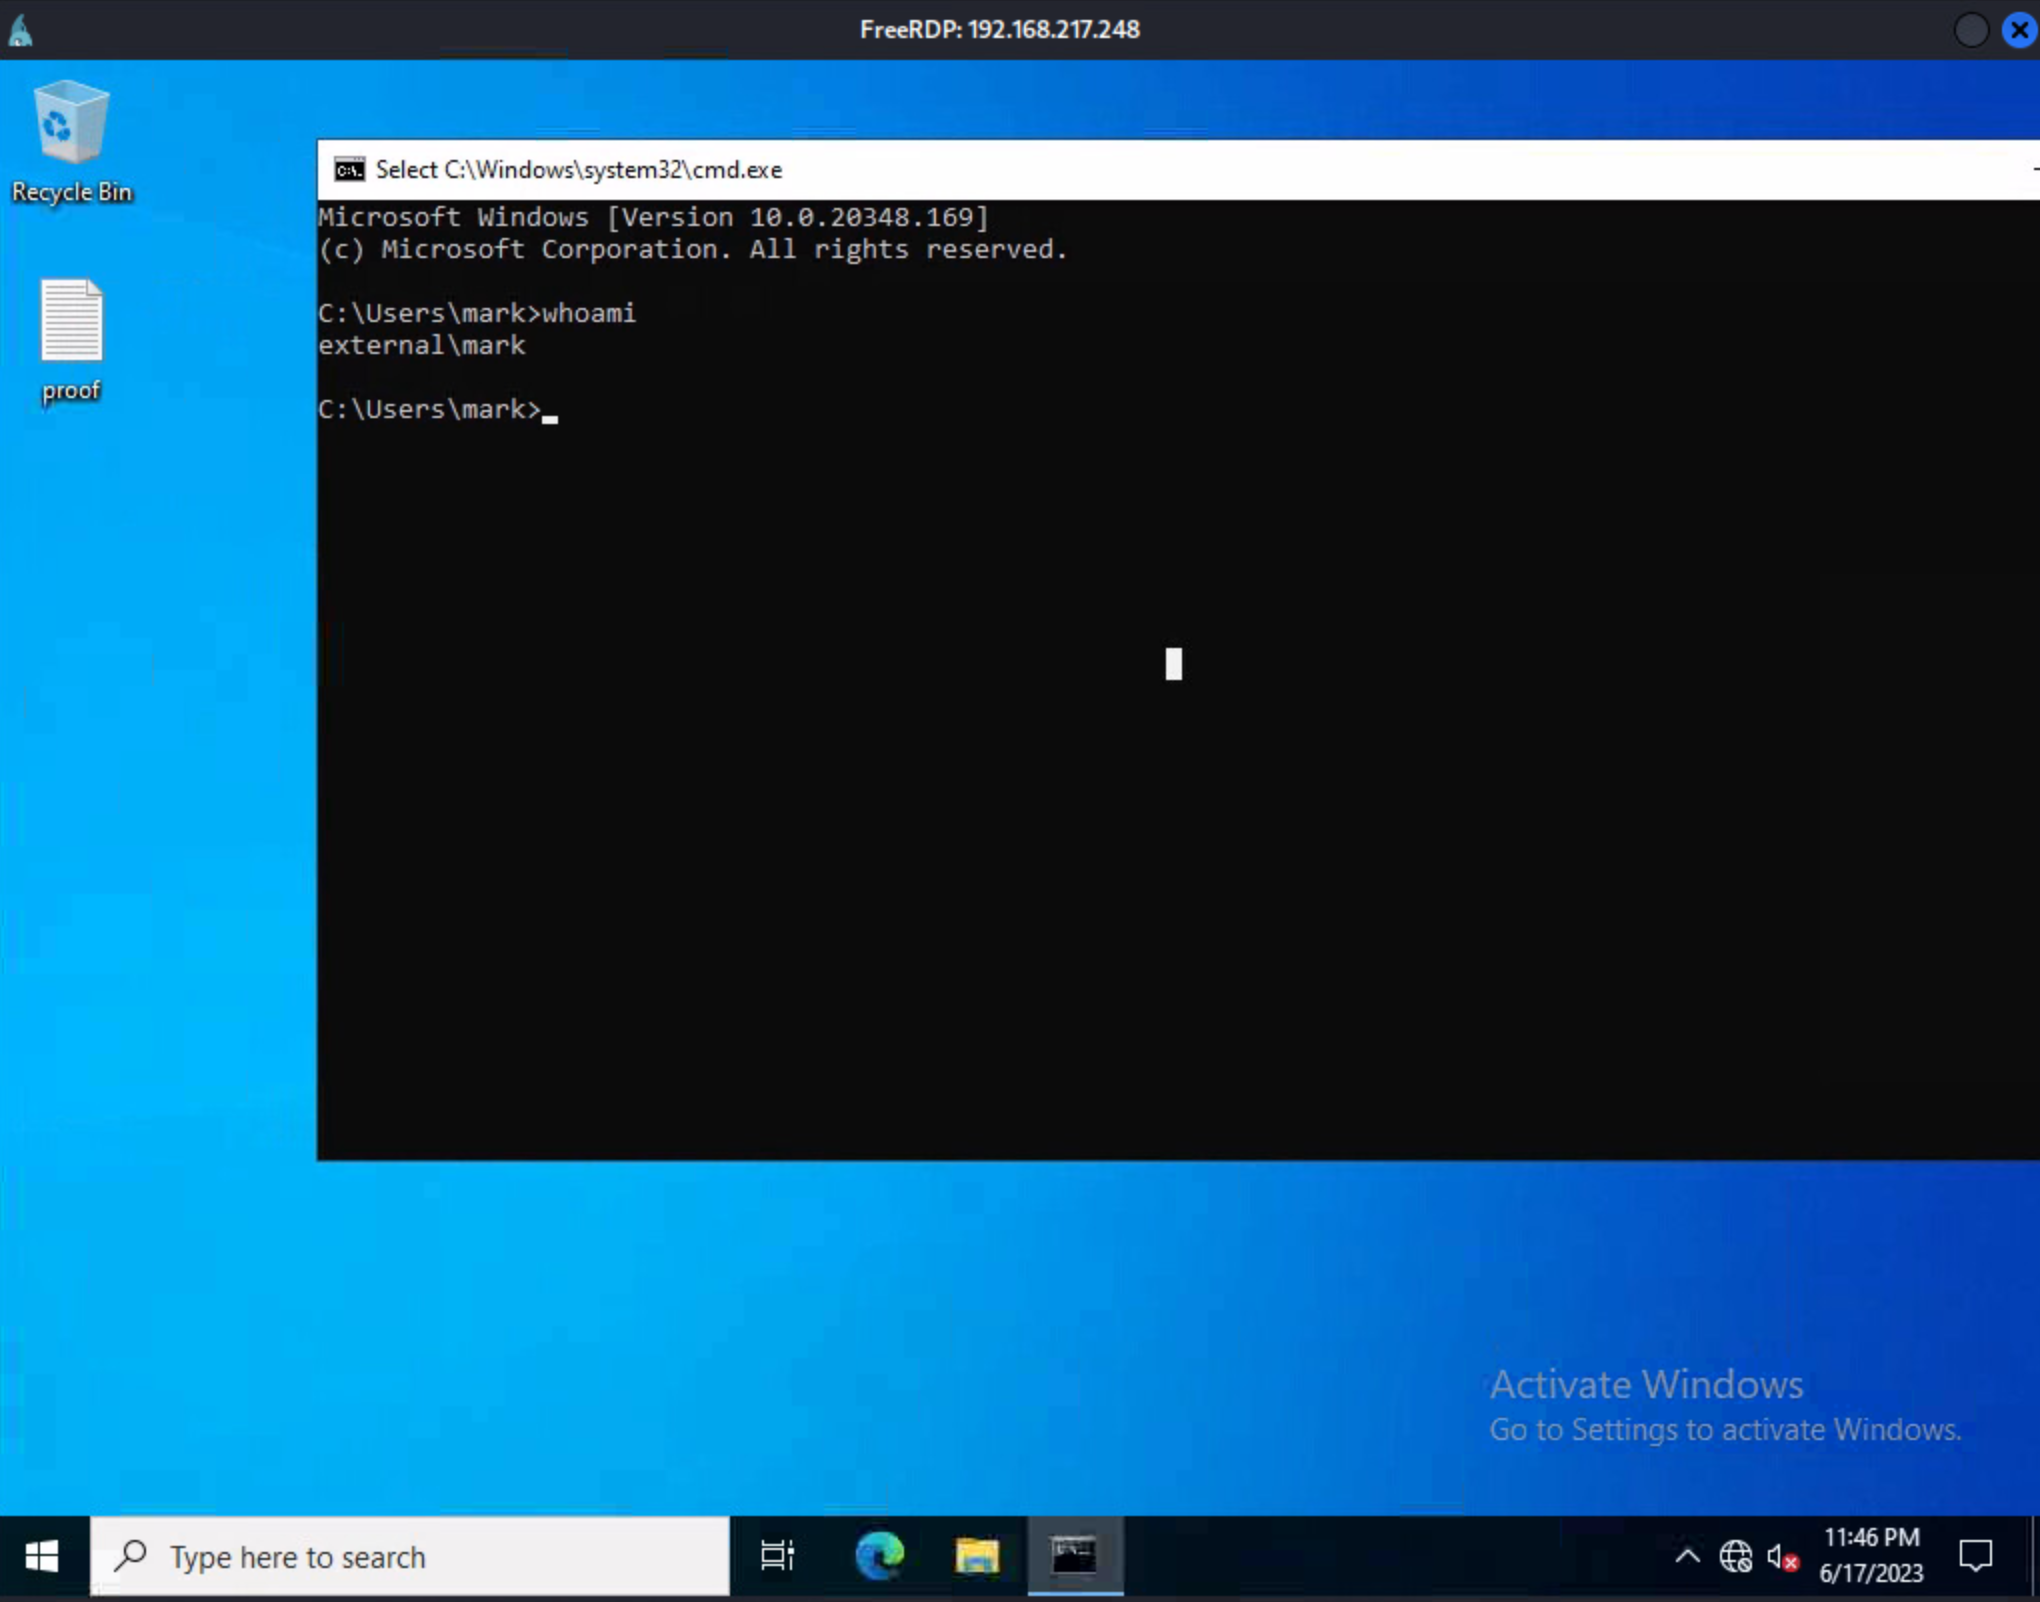 FreeRDP: 192.168.217.248
Recycle Bin
proof
Select C:\Windows\system32\cmd.exe
Microsoft Windows [Version 10.0.20348.169]
(c) Microsoft Corporation. All rights reserved.
C:\Users\mark>whoami
external\mark
C:\Users\mark>
Activate Windows
Go to Settings to activate Windows.
Type here to search
11:46 PM
6/17/2023